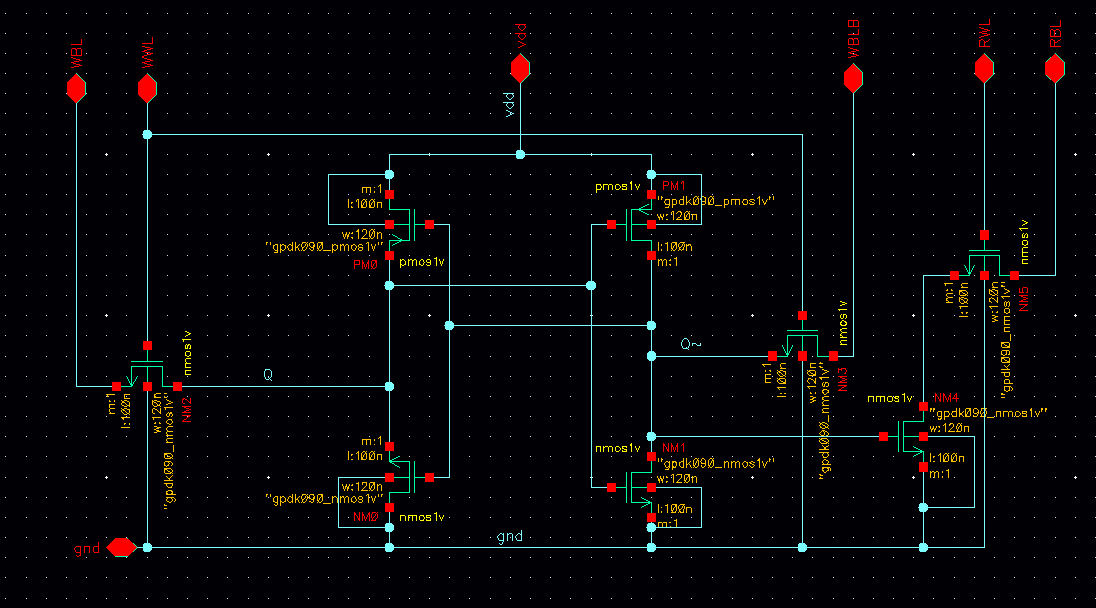 WBL
WWL
vdd
WBLB
RWL
RBL
vdd
m:1
l:100n
w:120n
"gpdk090_pmos1v"
PM0
pmos1v
pmos1v
PM1
"gpdk090_pmos1v"
w:120n
l:100n
m:1
nmos1v
m:1
l:100n
w:120n
"gpdk090_nmos1v"
NM5
nmos1v
m:1
l:100n
w:120n
"gpdk090_nmos1v"
NM3
Q~
nmos1v
m:1
l:100n
w:120n
"gpdk090_nmos1v"
NM2
Q
nmos1v
NM4
"gpdk090_nmos1v"
w:120n
l:100n
m:1
m:1
l:100n
w:120n
"gpdk090_nmos1v"
NM0
nmos1v
nmos1v
NM1
"gpdk090_nmos1v"
w:120n
l:100n
m:1
gnd
gnd